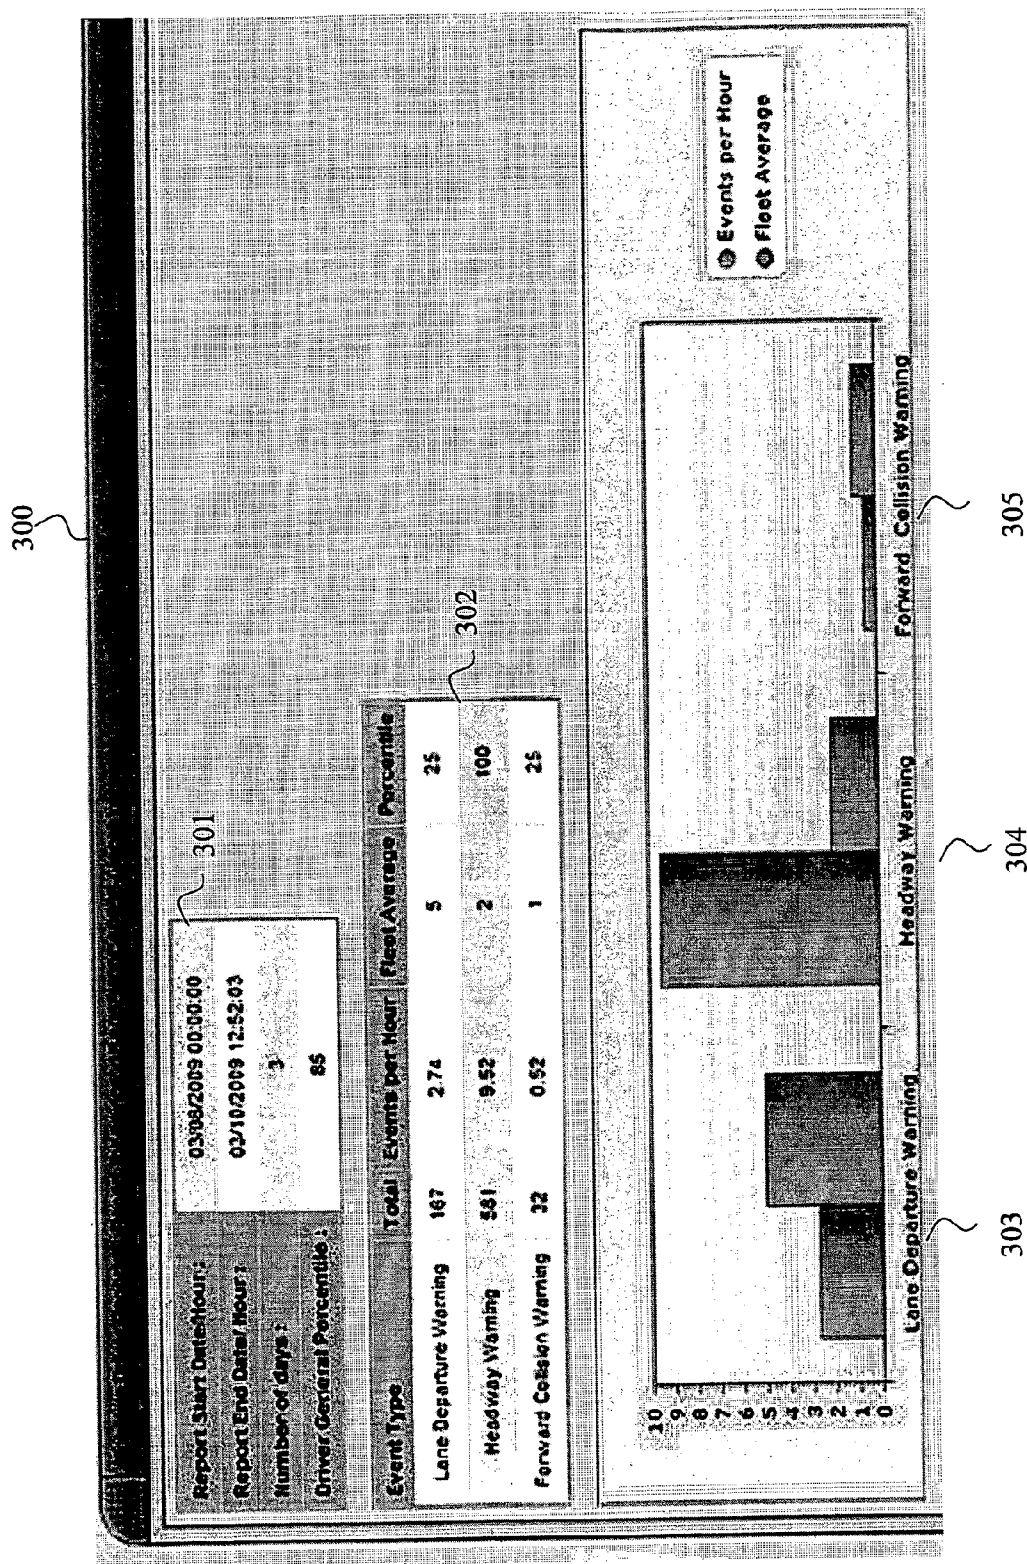 300
301
Report Start Date/Hour: 03/08/2009 00:00:00
Report End Date/Hour: 03/10/2009 12:52:03
Number of days: 3
Driver General Percentile: 85
302
Event Type Total Events per Hour Fleet Average Percentile
Lane Departure Warning 167 2.74 5 25
Headway Warning 581 9.52 2 100
Forward Collision Warning 32 0.52 1 25
10
9
8
7
6
5
4
3
2
1
0
Events per Hour
Fleet Average
Lane Departure Warning
Headway Warning
Forward Collision Warning
303
304
305